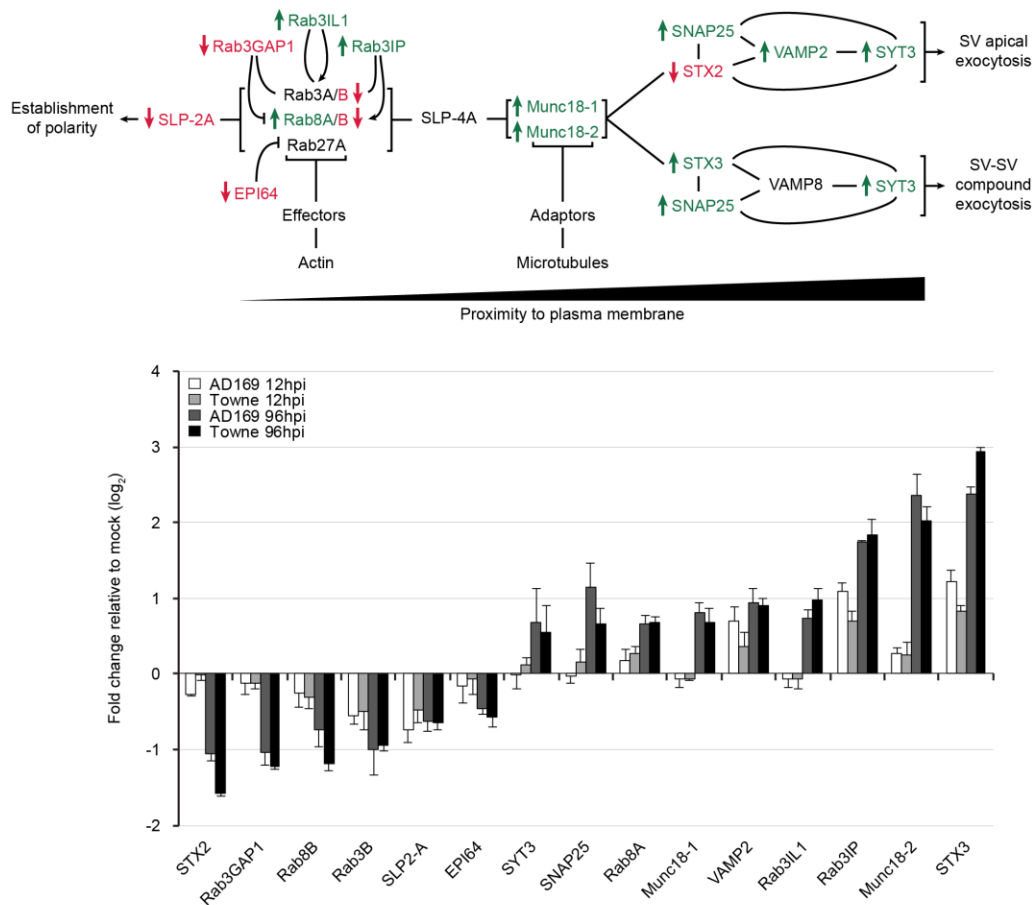 Rab3IL1
Rab3GAP1
Rab3IP
Rab3A/B
Establishment
of polarity
SLP-2A
Rab8A/B
Rab27A
EPI64
Effectors
Actin
SLP-4A
Munc18-1
Munc18-2
Adaptors
Microtubules
SNAP25
STX2
VAMP2
SYT3
SV apical
exocytosis
STX3
SNAP25
VAMP8
SYT3
SV-SV
compound
exocytosis
Proximity to plasma membrane
Fold change relative to mock (log2)
4
3
2
1
0
-1
-2
AD169 12hpi
Towne 12hpi
AD169 96hpi
Towne 96hpi
STX2
Rab3GAP1
Rab8B
Rab3B
SLP2-A
EPI64
SYT3
SNAP25
Rab8A
Munc18-1
VAMP2
Rab3IL1
Rab3IP
Munc18-2
STX3